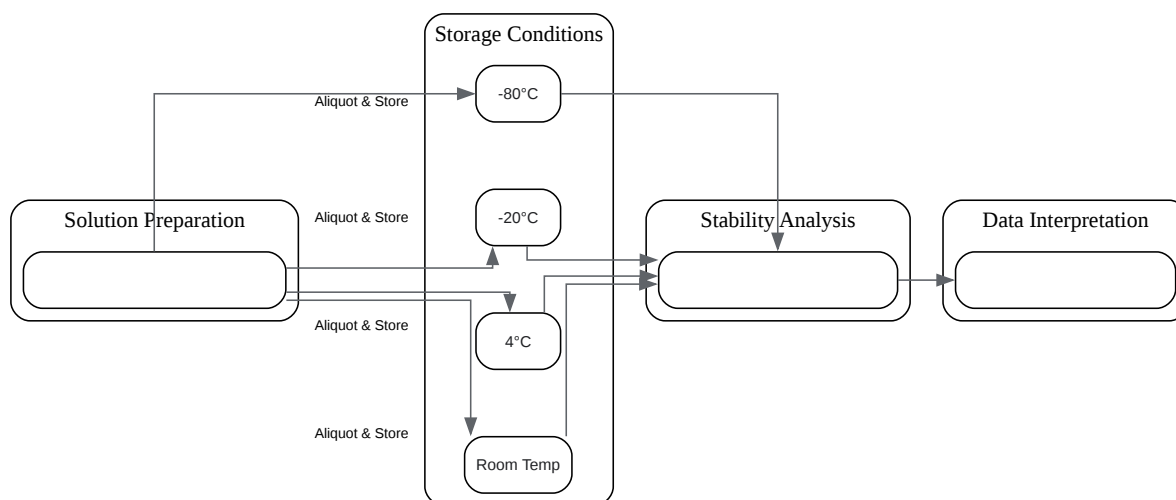 Storage Conditions
-80°C
Aliquot & Store
-20°C
Aliquot & Store
Solution Preparation
Stability Analysis
Data Interpretation
Aliquot & Store
4°C
Aliquot & Store
Room Temp